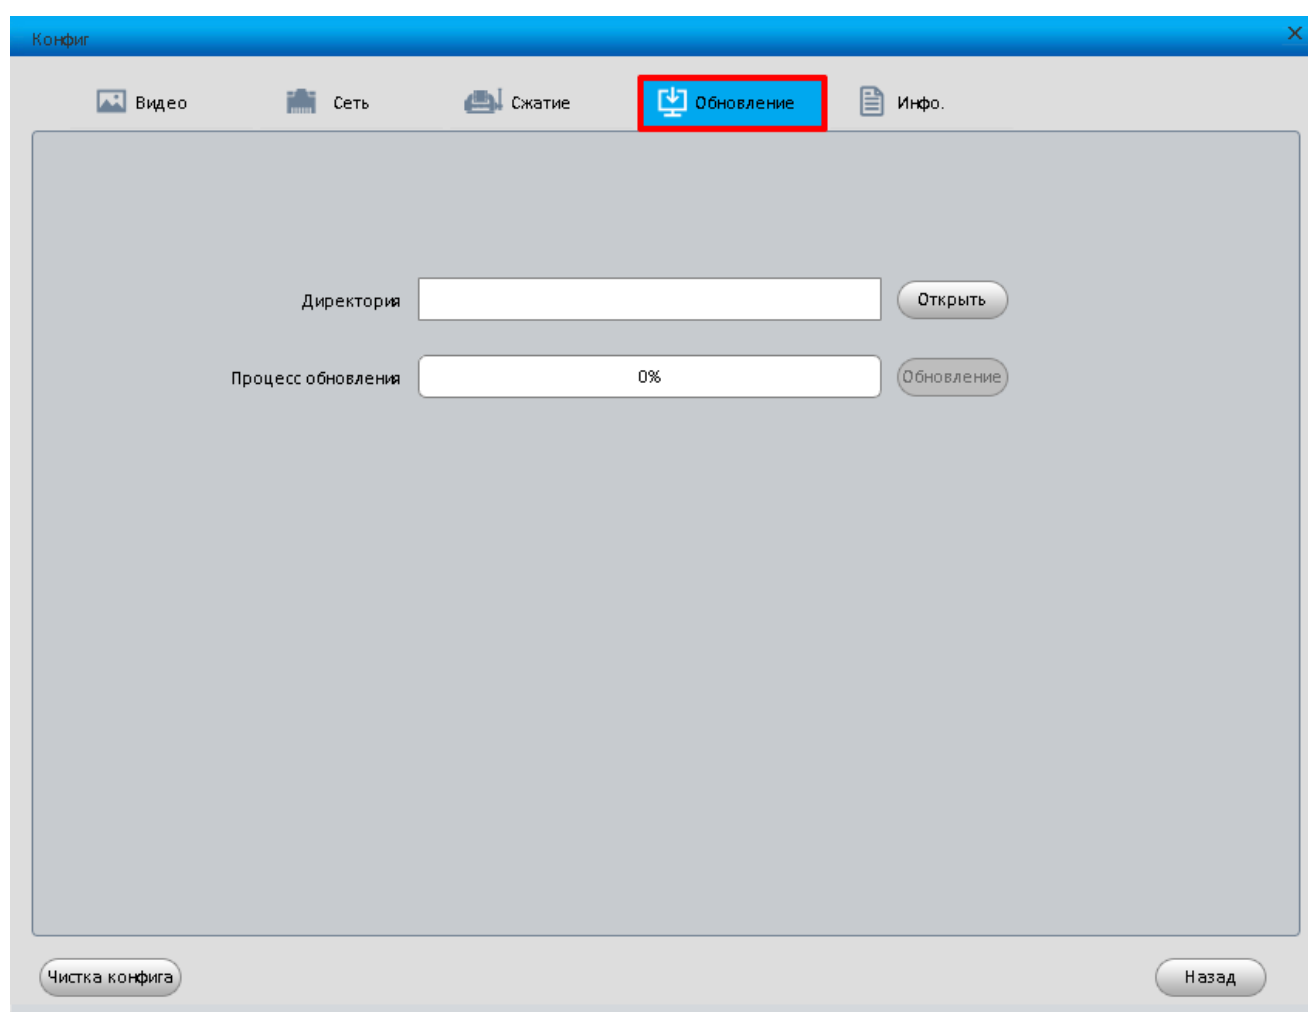 Конфиг
Видео Сеть Сжатие Обновление Инфо.
Директория Открыть
Процесс обновления 0% Обновление
Чистка конфига Назад